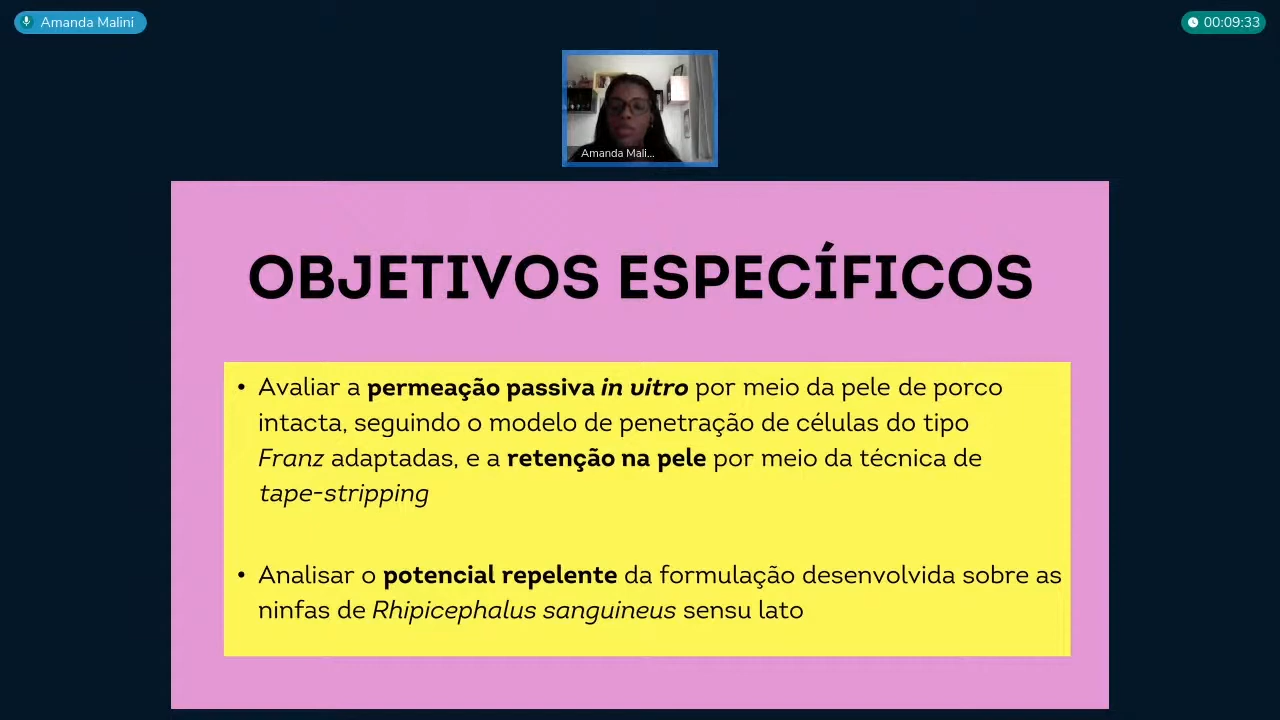 Amanda Malini
00:09:33
Amanda Mali...
OBJETIVOS ESPECÍFICOS
• Avaliar a permeação passiva in vitro por meio da pele de porco
intacta, seguindo o modelo de penetração de células do tipo
Franz adaptadas, e a retenção na pele por meio da técnica de
tape-stripping
• Analisar o potencial repelente da formulação desenvolvida sobre as
ninfas de Rhipicephalus sanguineus sensu lato